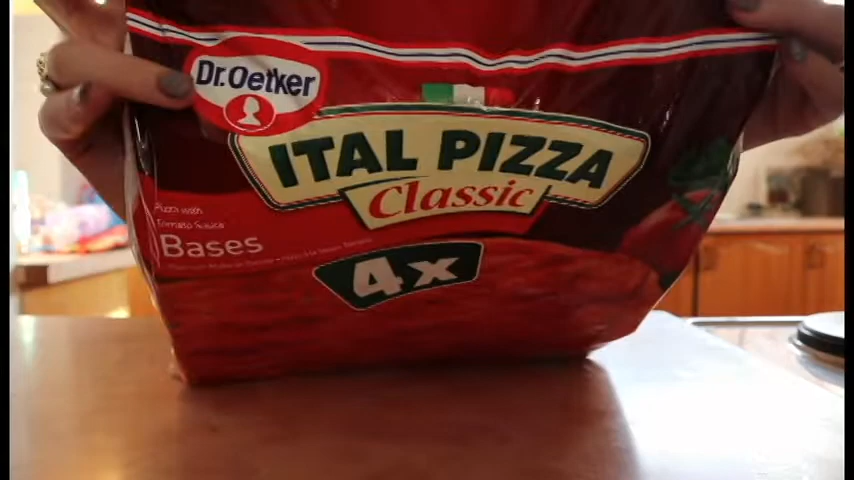 Dr.Oetker
ITAL PIZZA
Classic
Pizza with
Tomato Sauce
Bases
4x